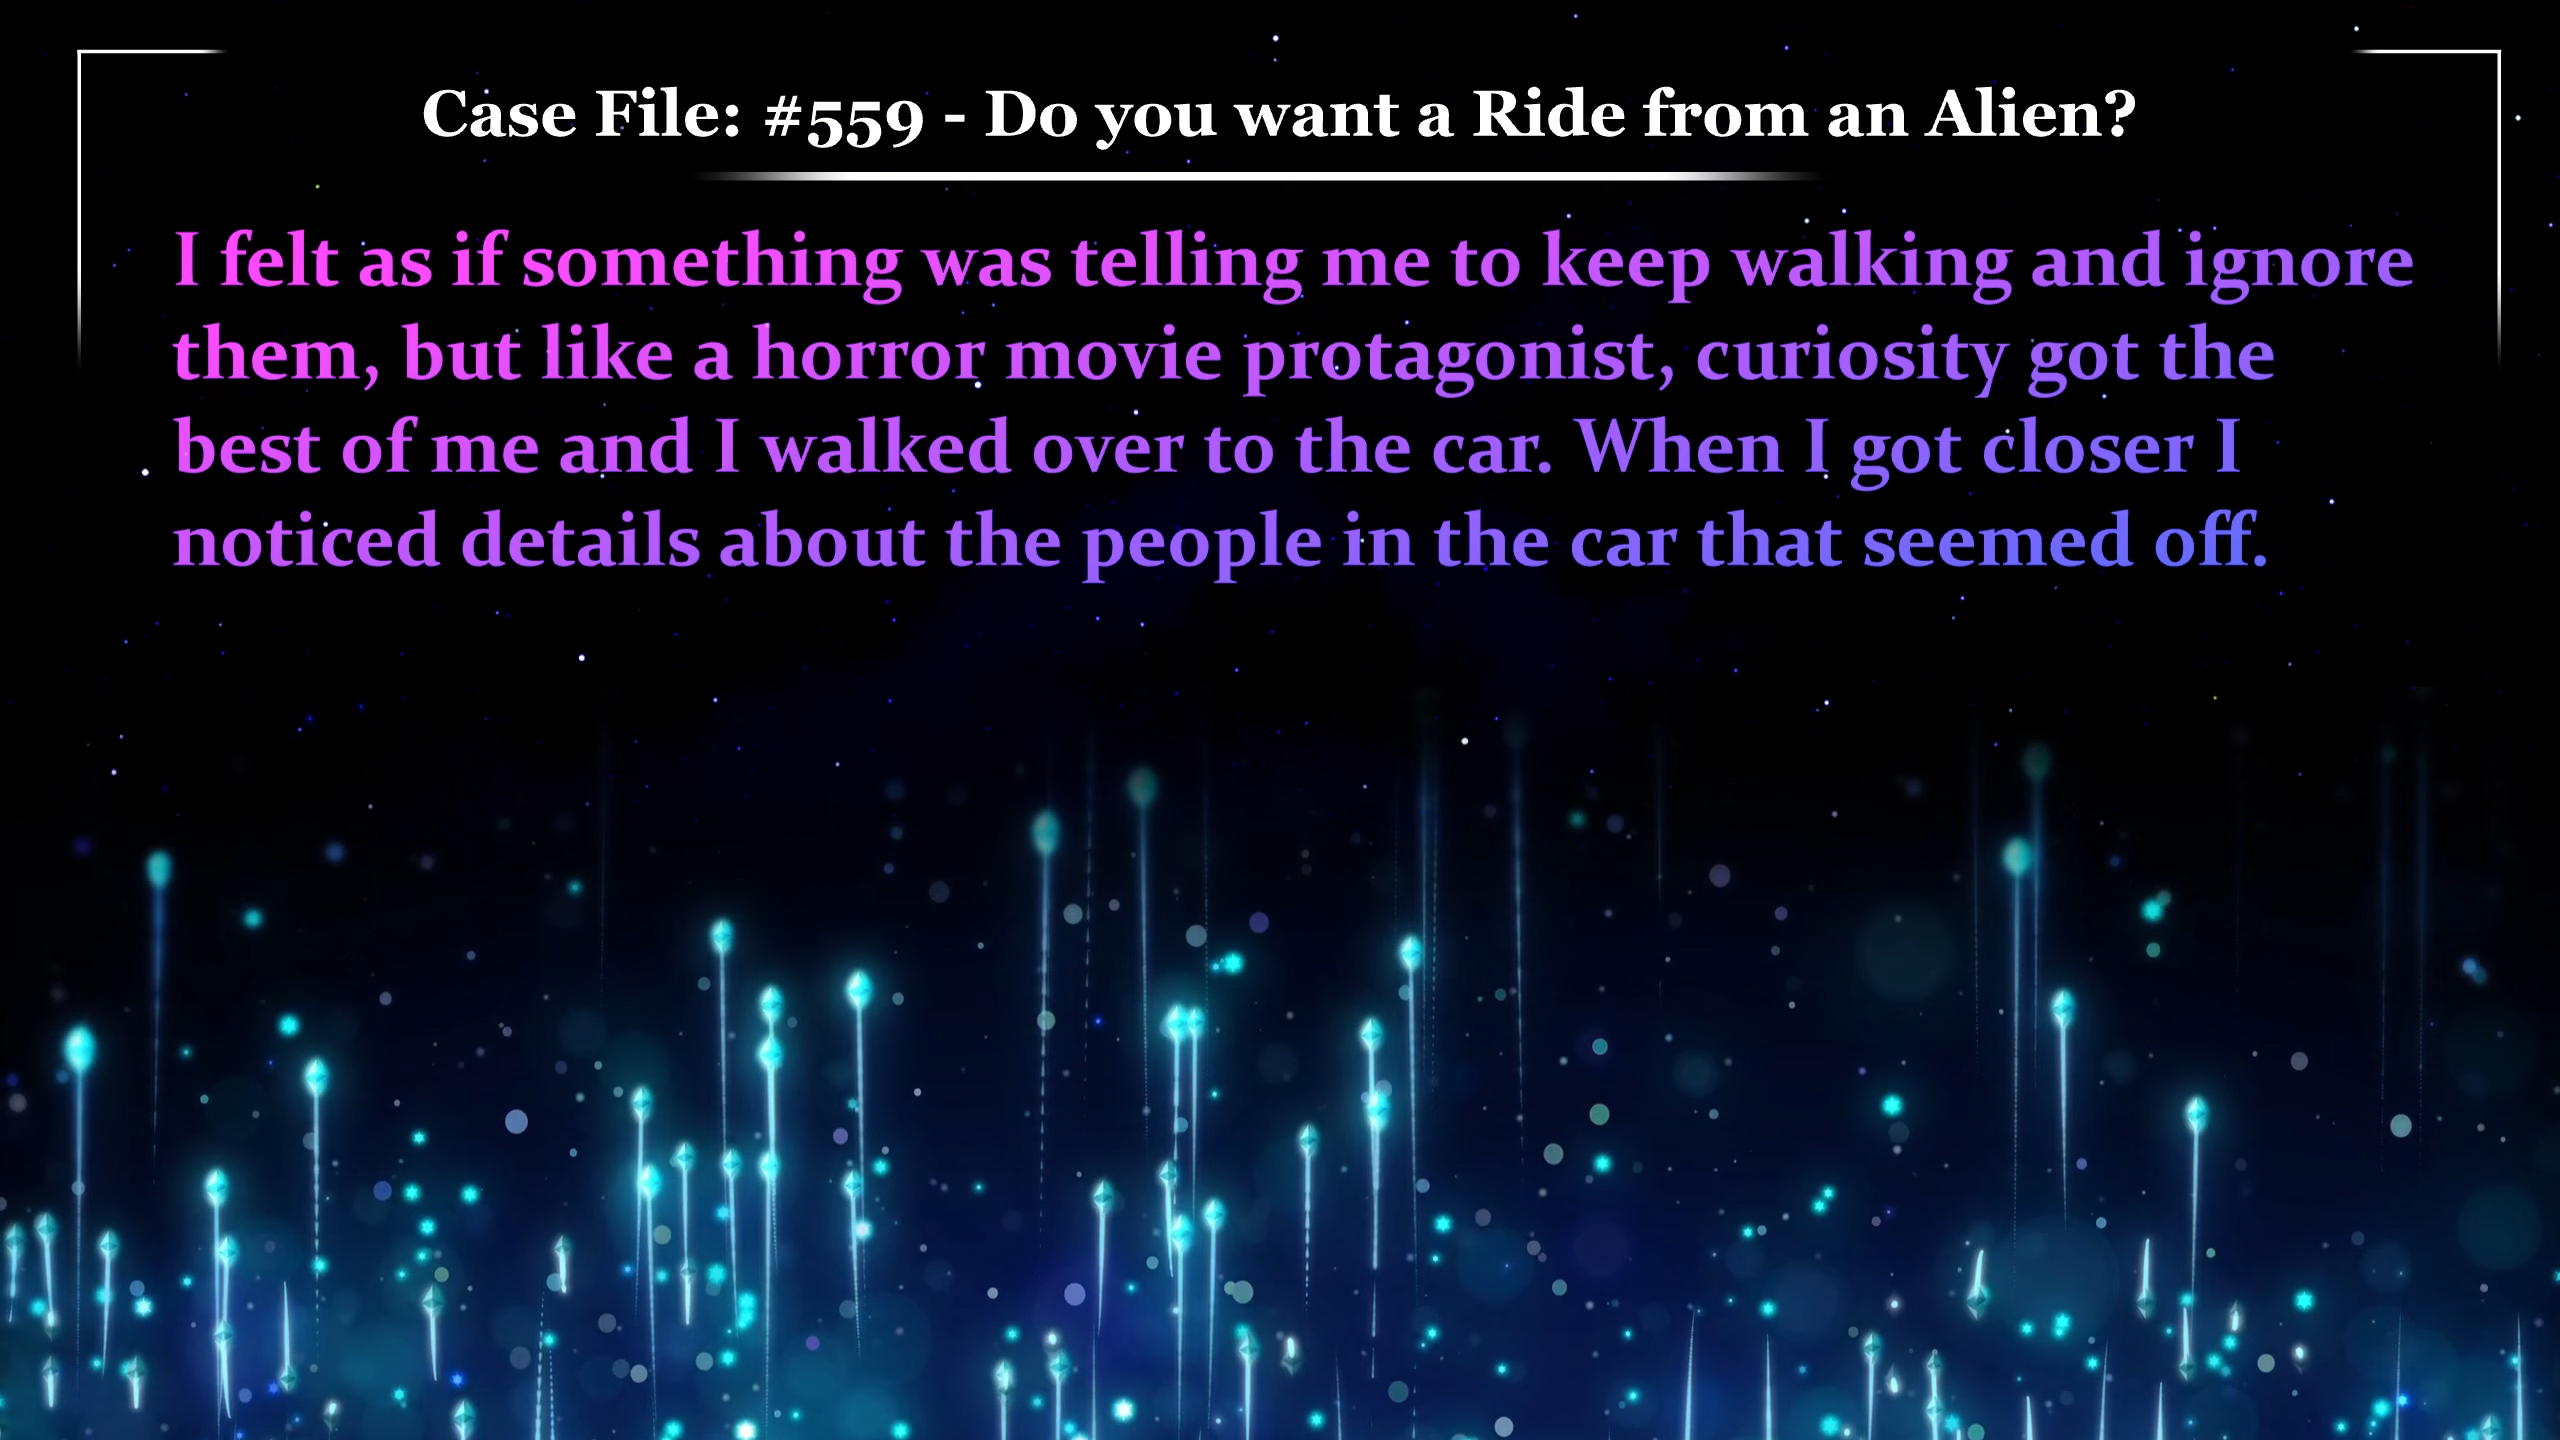 Case File: #559 - Do you want a Ride from an Alien?
I felt as if something was telling me to keep walking and ignore
them, but like a horror movie protagonist, curiosity got the
best of me and I walked over to the car. When I got closer I
noticed details about the people in the car that seemed off.